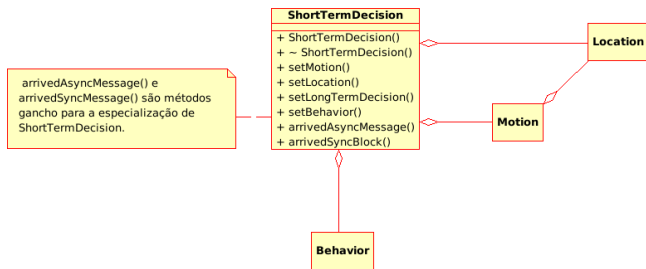 ShortTermDecision
+ ShortTermDecision()
+ ~ ShortTermDecision()
+ setMotion()
+ setLocation()
+ setLongTermDecision()
+ setBehavior()
+ arrivedAsyncMessage()
+ arrivedSyncBlock()
Location
arrivedAsyncMessage() e
arrivedSyncMessage() são métodos
gancho para a especialização de
ShortTermDecision.
Motion
Behavior